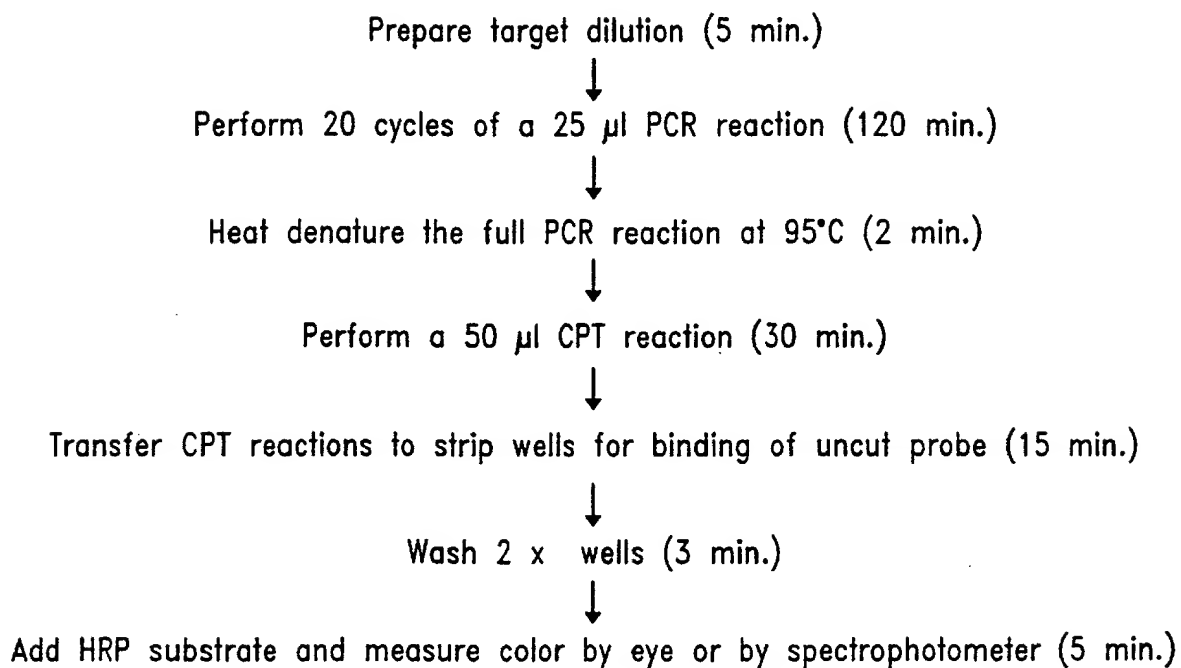 Prepare target dilution (5 min.)
Perform 20 cycles of a 25 µl PCR reaction (120 min.)
Heat denature the full PCR reaction at 95°C (2 min.)
Perform a 50 µl CPT reaction (30 min.)
Transfer CPT reactions to strip wells for binding of uncut probe (15 min.)
Wash 2 x wells (3 min.)
Add HRP substrate and measure color by eye or by spectrophotometer (5 min.)